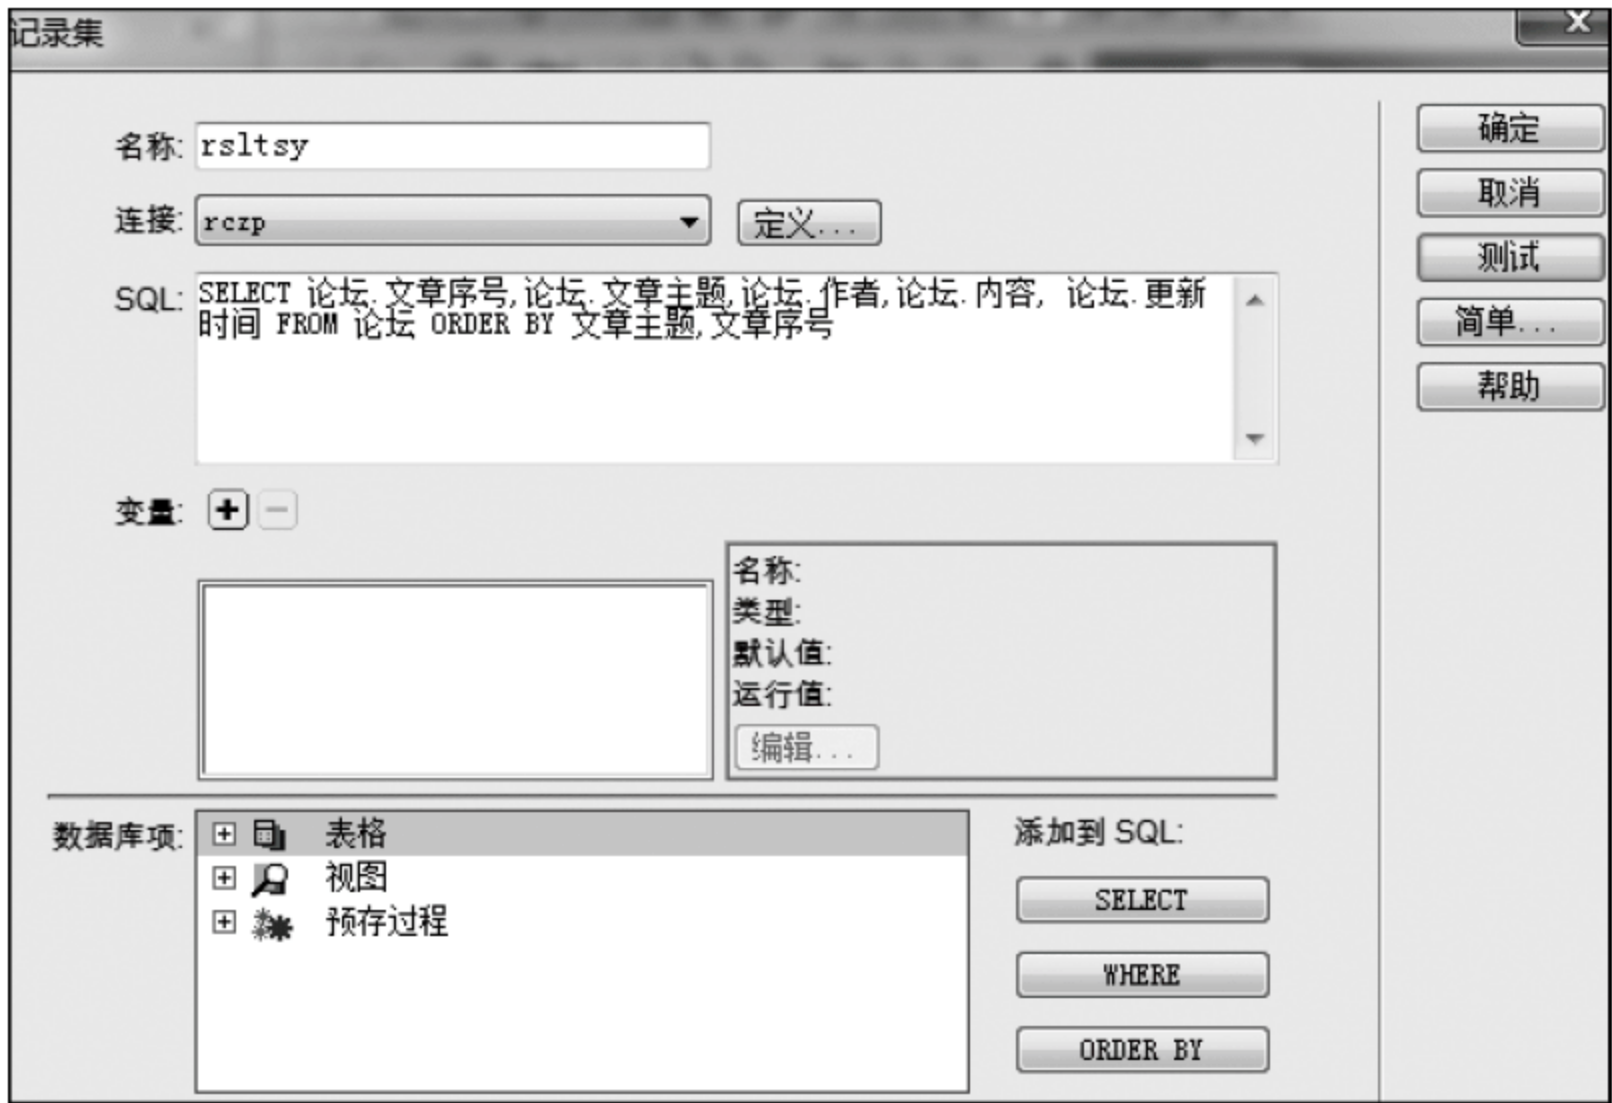 记录集
名称: rsltsy
连接: rczp 定义...
SQL: SELECT 论坛.文章序号,论坛.文章主题,论坛.作者,论坛.内容, 论坛.更新
时间 FROM 论坛 ORDER BY 文章主题,文章序号
变量:
名称:
类型:
默认值:
运行值:
编辑...
数据库项:
表格
视图
预存过程
添加到 SQL:
SELECT
WHERE
ORDER BY
确定
取消
测试
简单...
帮助